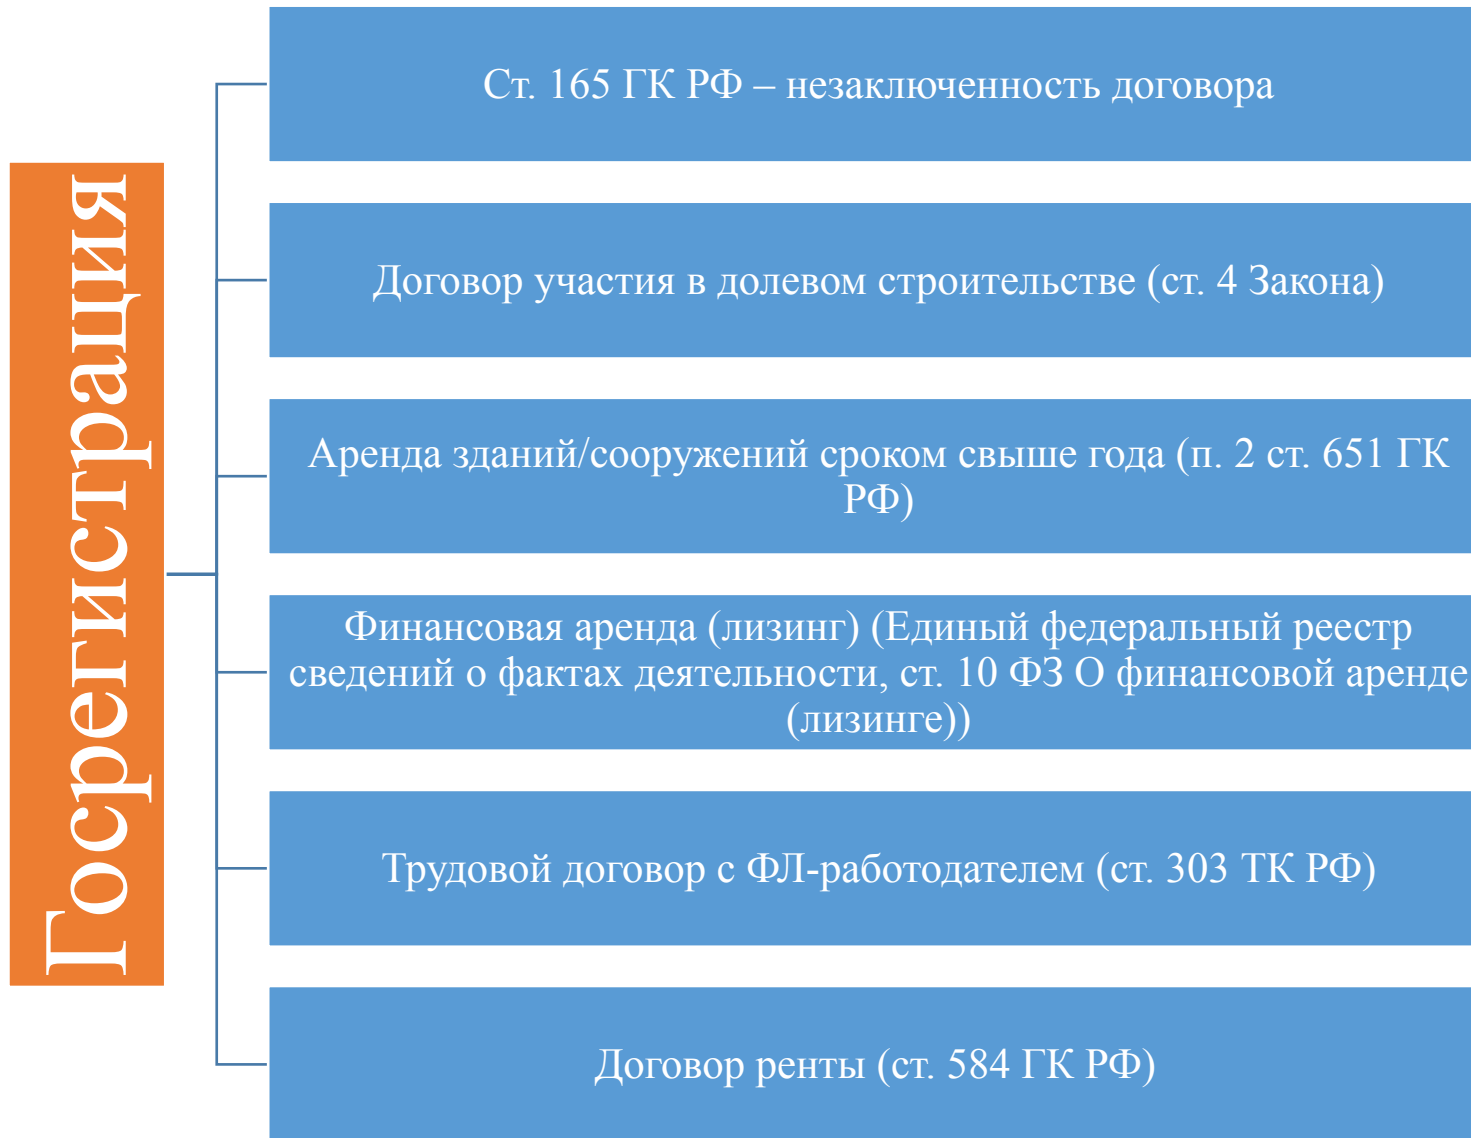 Госрегистрация
Ст. 165 ГК РФ – незаключенность договора
Договор участия в долевом строительстве (ст. 4 Закона)
Аренда зданий/сооружений сроком свыше года (п. 2 ст. 651 ГК
РФ)
Финансовая аренда (лизинг) (Единый федеральный реестр
сведений о фактах деятельности, ст. 10 ФЗ О финансовой аренде
(лизинге))
Трудовой договор с ФЛ-работодателем (ст. 303 ТК РФ)
Договор ренты (ст. 584 ГК РФ)